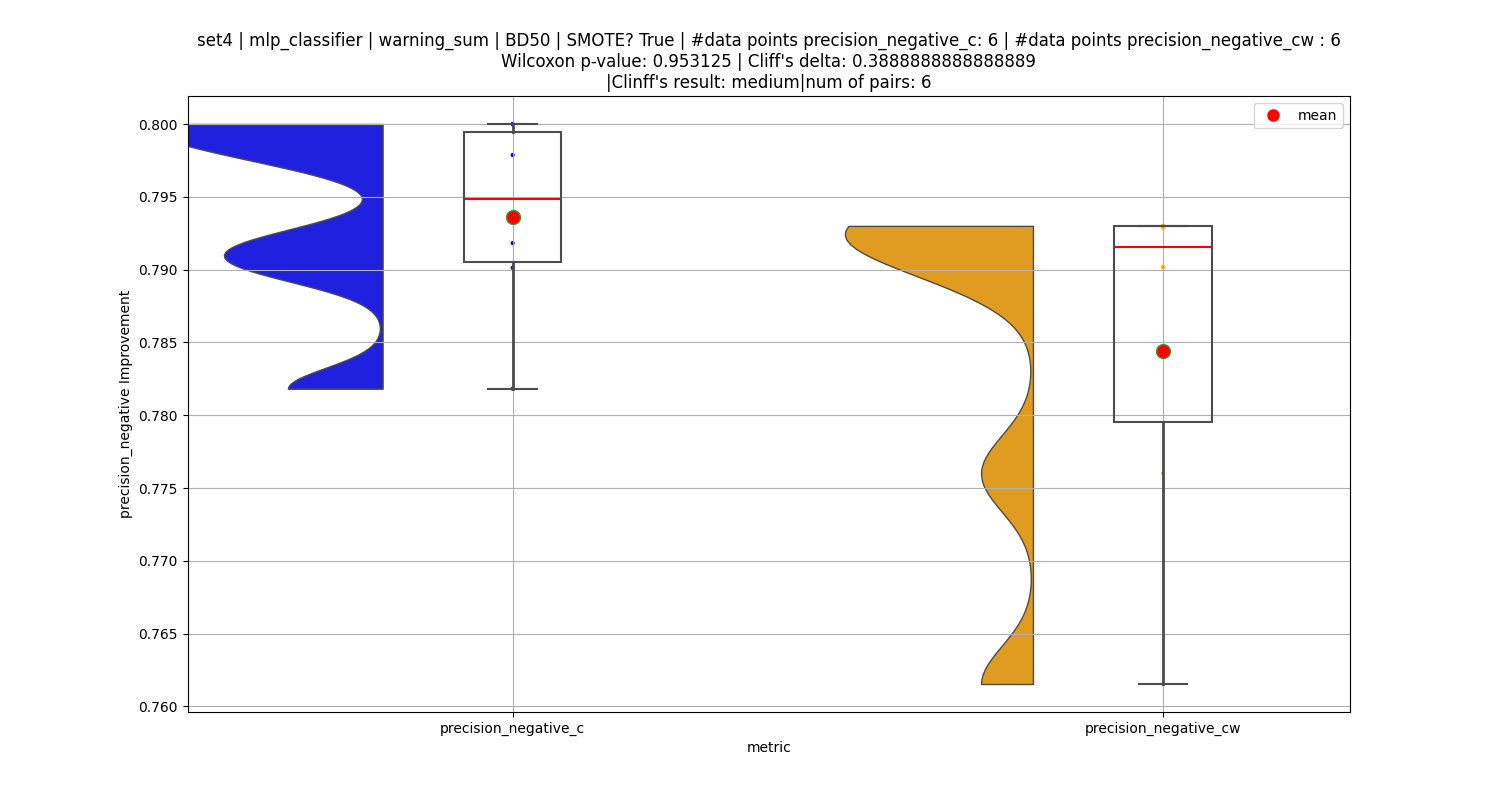 set4 | mlp_classifier | warning_sum | BD50 | SMOTE? True | #data points precision_negative_c: 6 | #data points precision_negative_cw : 6
Wilcoxon p-value: 0.953125 | Cliff's delta: 0.3888888888888889
|Clinff's result: medium|num of pairs: 6
mean
0.800
0.795
0.790
0.785
0.780
0.775
0.770
0.765
0.760
precision_negative Improvement
precision_negative_c
precision_negative_cw
metric